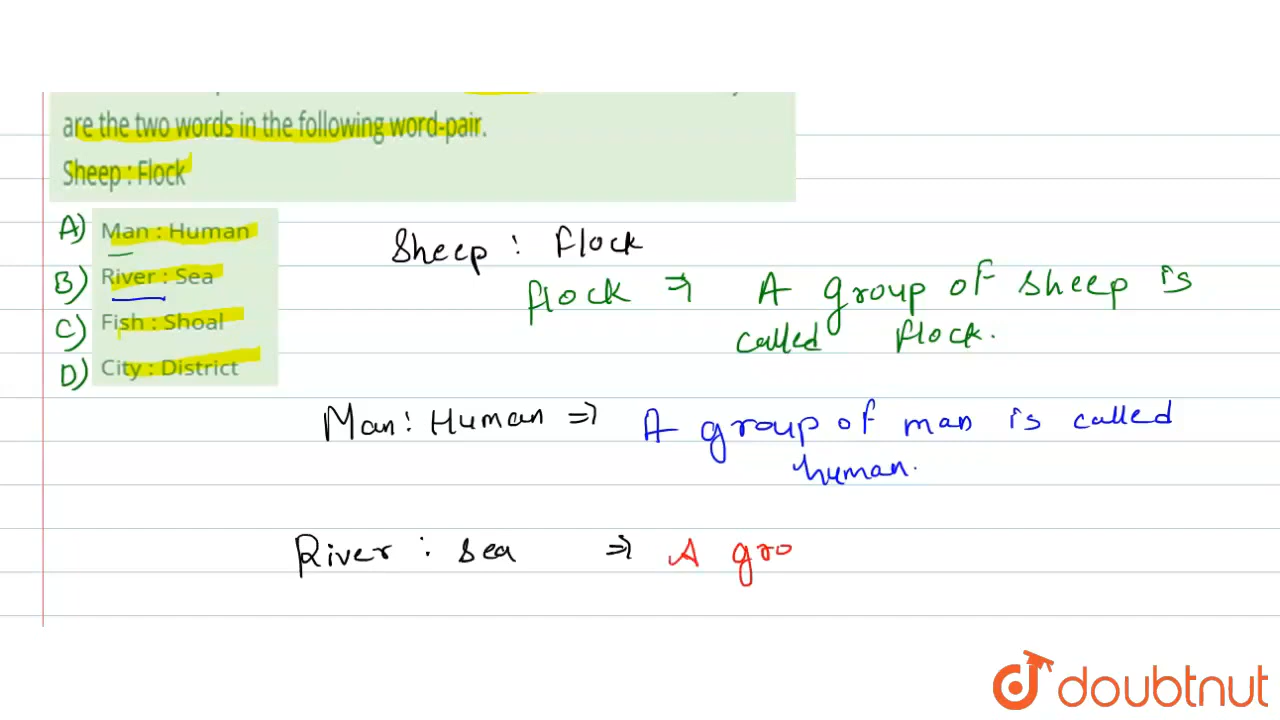 are the two words in the following word-pair.
Sheep : Flock
A) Man : Human
B) River : Sea
C) Fish : Shoal
D) City : District
Sheep : Flock
flock ⇒ A group of sheep is
called flock.
Man : Human ⇒ A group of man is called
human.
River : Sea ⇒ A gro
doubtnut